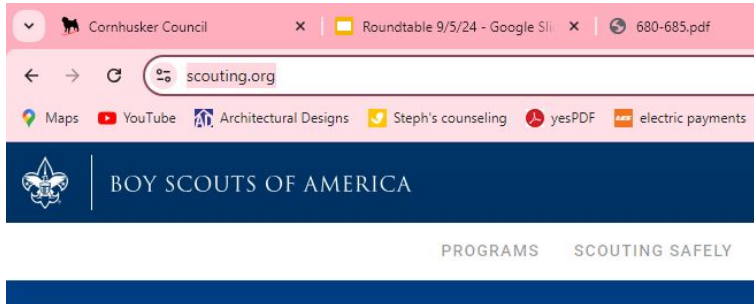 Cornhusker Council Roundtable 9/5/24 - Google Sli 680-685.pdf
scouting.org
Maps YouTube Architectural Designs Steph's counseling yesPDF electric payments
BOY SCOUTS OF AMERICA
PROGRAMS SCOUTING SAFELY